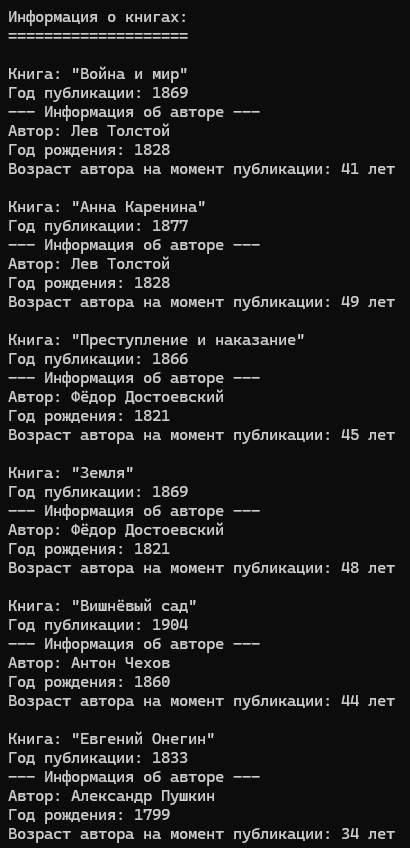 Информация о книгах:
====================
Книга: "Война и мир"
Год публикации: 1869
--- Информация об авторе ---
Автор: Лев Толстой
Год рождения: 1828
Возраст автора на момент публикации: 41 лет
Книга: "Анна Каренина"
Год публикации: 1877
--- Информация об авторе ---
Автор: Лев Толстой
Год рождения: 1828
Возраст автора на момент публикации: 49 лет
Книга: "Преступление и наказание"
Год публикации: 1866
--- Информация об авторе ---
Автор: Фёдор Достоевский
Год рождения: 1821
Возраст автора на момент публикации: 45 лет
Книга: "Земля"
Год публикации: 1869
--- Информация об авторе ---
Автор: Фёдор Достоевский
Год рождения: 1821
Возраст автора на момент публикации: 48 лет
Книга: "Вишнёвый сад"
Год публикации: 1904
--- Информация об авторе ---
Автор: Антон Чехов
Год рождения: 1860
Возраст автора на момент публикации: 44 лет
Книга: "Евгений Онегин"
Год публикации: 1833
--- Информация об авторе ---
Автор: Александр Пушкин
Год рождения: 1799
Возраст автора на момент публикации: 34 лет